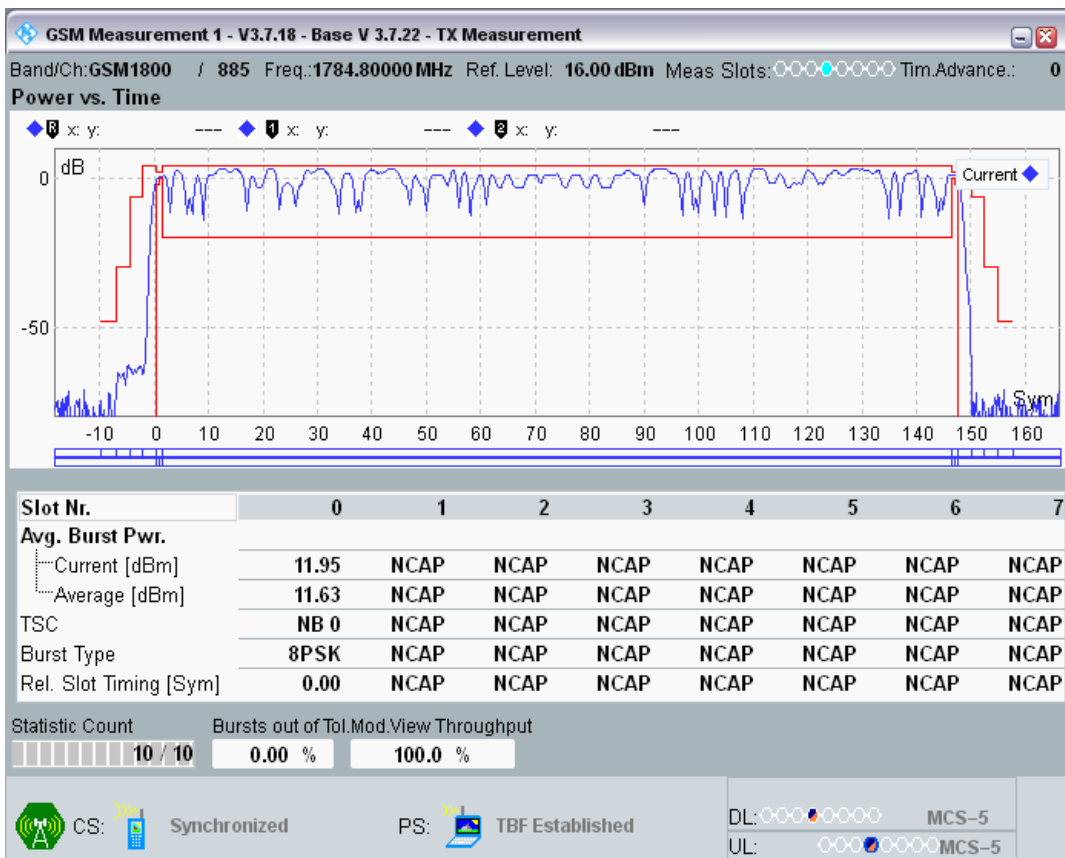 GSM Measurement 1 - V3.7.18 - Base V 3.7.22 - TX Measurement
Band/Ch:GSM1800 / 885 Freq.:1784.80000 MHz Ref. Level: 16.00 dBm Meas Slots: Tim.Advance.: 0
Power vs. Time
R x: y: --- 1 x: y: --- 2 x: y: ---
dB
0
Current
-50
Sym
-10 0 10 20 30 40 50 60 70 80 90 100 110 120 130 140 150 160
Slot Nr. 0 1 2 3 4 5 6 7
Avg. Burst Pwr.
Current [dBm] 11.95 NCAP NCAP NCAP NCAP NCAP NCAP NCAP
Average [dBm] 11.63 NCAP NCAP NCAP NCAP NCAP NCAP NCAP
TSC NB 0 NCAP NCAP NCAP NCAP NCAP NCAP NCAP
Burst Type 8PSK NCAP NCAP NCAP NCAP NCAP NCAP NCAP
Rel. Slot Timing [Sym] 0.00 NCAP NCAP NCAP NCAP NCAP NCAP NCAP
Statistic Count Bursts out of Tol.Mod.View Throughput
10 / 10 0.00 % 100.0 %
CS: Synchronized PS: TBF Established DL: MCS-5
UL: MCS-5